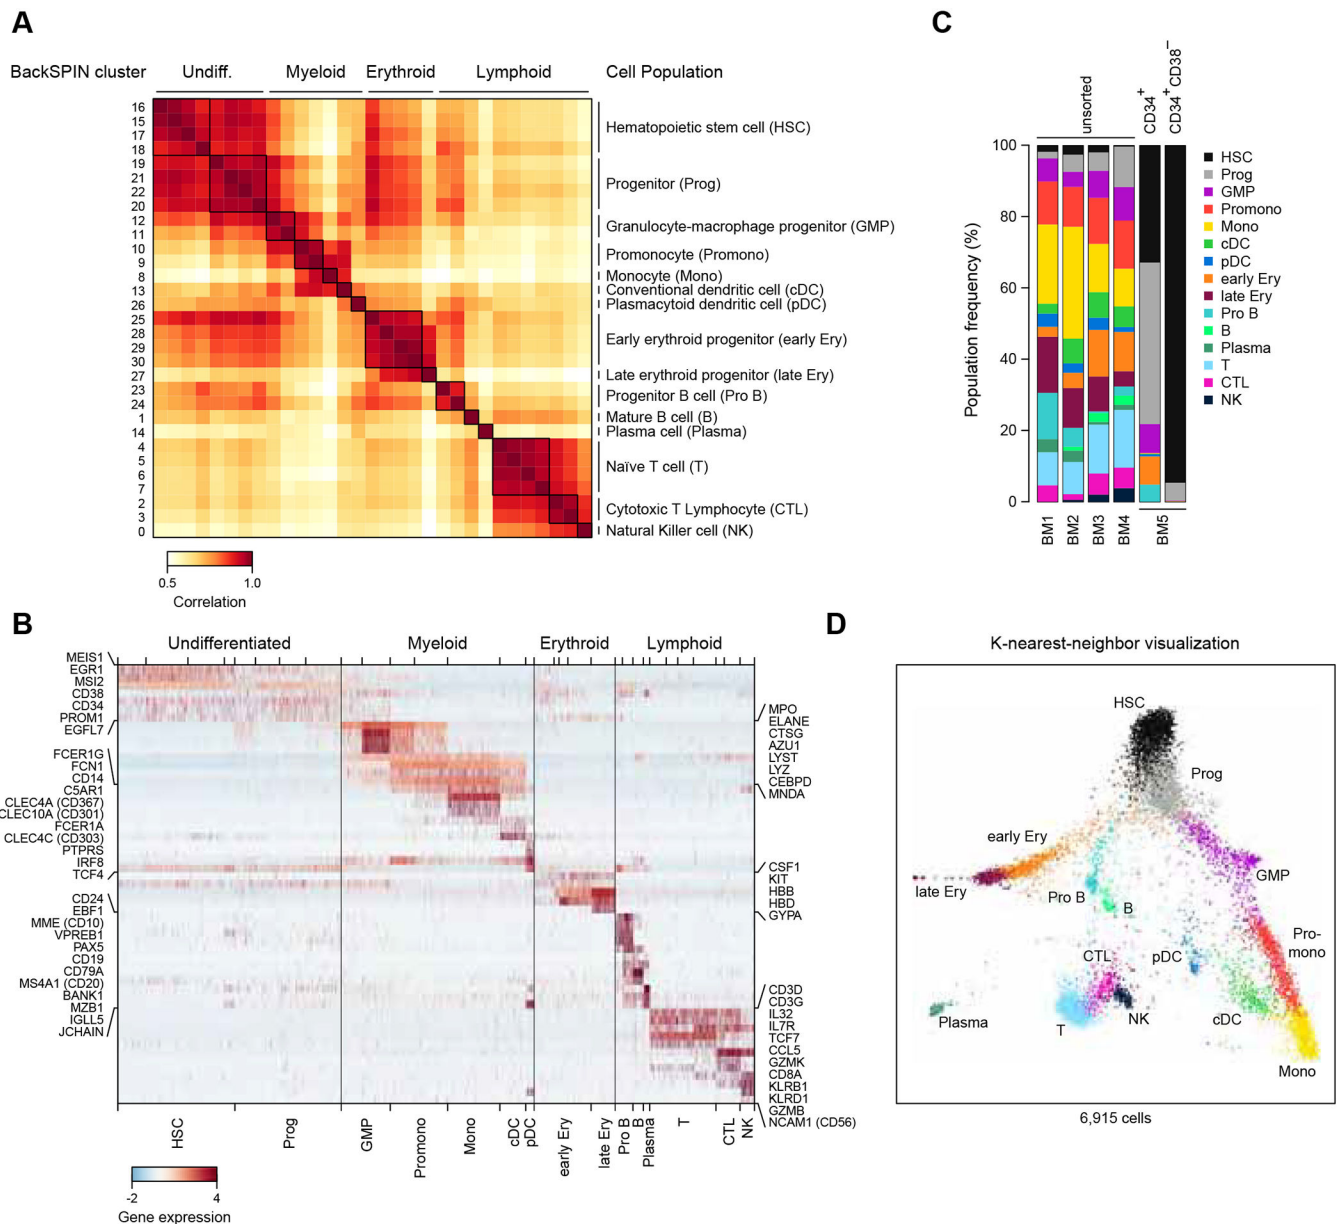 A
BackSPIN cluster
Undiff.
Myeloid
Erythroid
Lymphoid
Cell Population
16
15
17
18
19
21
22
20
12
11
10
9
8
13
26
25
28
29
30
27
23
24
1
14
4
5
6
7
2
3
0
Hematopoietic stem cell (HSC)
Progenitor (Prog)
Granulocyte-macrophage progenitor (GMP)
Promonocyte (Promono)
Monocyte (Mono)
Conventional dendritic cell (cDC)
Plasmacytoid dendritic cell (pDC)
Early erythroid progenitor (early Ery)
Late erythroid progenitor (late Ery)
Progenitor B cell (Pro B)
Mature B cell (B)
Plasma cell (Plasma)
Naïve T cell (T)
Cytotoxic T Lymphocyte (CTL)
Natural Killer cell (NK)
0.5
1.0
Correlation
C
unsorted
CD34+
CD34+CD38−
Population frequency (%)
100
80
60
40
20
0
BM1
BM2
BM3
BM4
BM5
HSC
Prog
GMP
Promono
Mono
cDC
pDC
early Ery
late Ery
Pro B
B
Plasma
T
CTL
NK
B
Undifferentiated
Myeloid
Erythroid
Lymphoid
MEIS1
EGR1
MSI2
CD38
CD34
PROM1
EGFL7
FCER1G
FCN1
CD14
C5AR1
CLEC4A (CD367)
CLEC10A (CD301)
FCER1A
CLEC4C (CD303)
PTPRS
IRF8
TCF4
CD24
EBF1
MME (CD10)
VPREB1
PAX5
CD19
CD79A
MS4A1 (CD20)
BANK1
MZB1
IGLL5
JCHAIN
MPO
ELANE
CTSG
AZU1
LYST
LYZ
CEBPD
MNDA
CSF1
KIT
HBB
HBD
GYPA
CD3D
CD3G
IL32
IL7R
TCF7
CCL5
GZMK
CD8A
KLRB1
KLRD1
GZMB
NCAM1 (CD56)
HSC
Prog
GMP
Promono
Mono
cDC
pDC
early Ery
late Ery
Pro B
B
Plasma
T
CTL
NK
-2
4
Gene expression
D
K-nearest-neighbor visualization
HSC
Prog
early Ery
late Ery
Pro B
B
GMP
Pro-
mono
CTL
pDC
Plasma
T
NK
cDC
Mono
6,915 cells